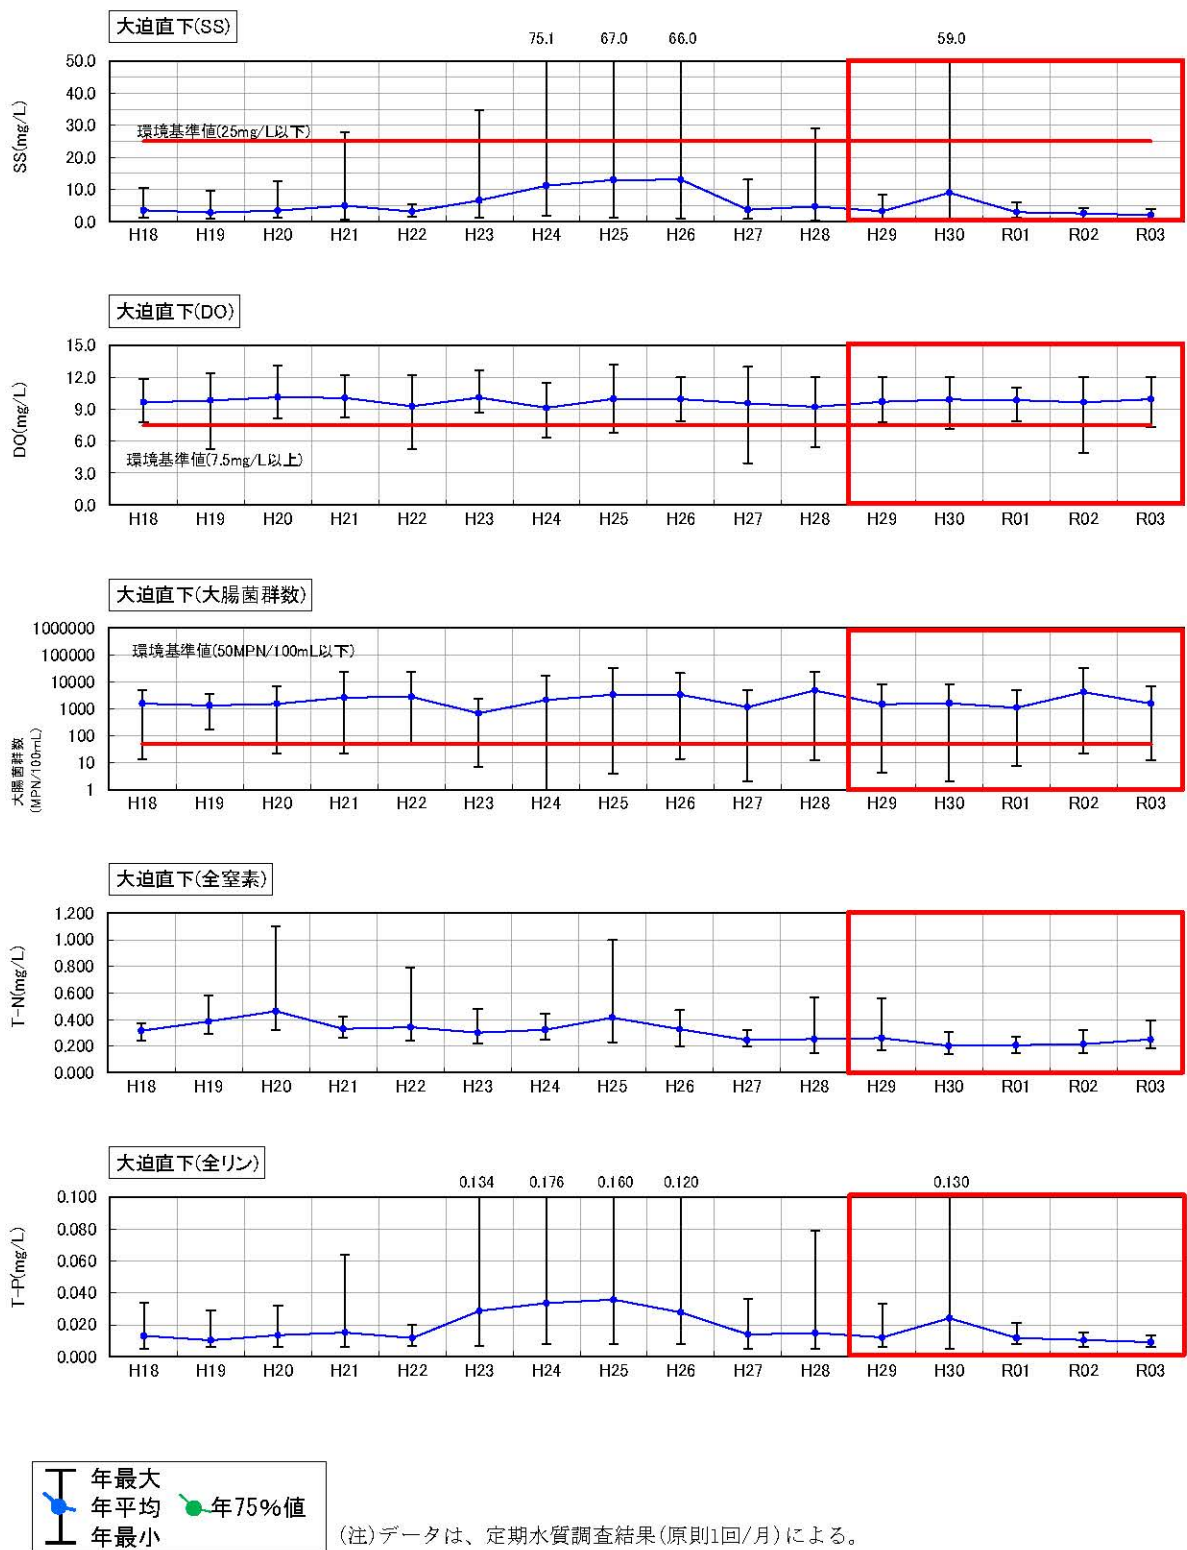 大迫直下(SS)
75.1 67.0 66.0 59.0
SS(mg/L)
50.0
40.0
30.0
環境基準値(25mg/L以下)
20.0
10.0
0.0
H18 H19 H20 H21 H22 H23 H24 H25 H26 H27 H28 H29 H30 R01 R02 R03
大迫直下(DO)
DO(mg/L)
15.0
12.0
9.0
6.0
環境基準値(7.5mg/L以上)
3.0
0.0
H18 H19 H20 H21 H22 H23 H24 H25 H26 H27 H28 H29 H30 R01 R02 R03
大迫直下(大腸菌群数)
大腸菌群数
(MPN/100mL)
1000000
環境基準値(50MPN/100mL以下)
100000
10000
1000
100
10
1
H18 H19 H20 H21 H22 H23 H24 H25 H26 H27 H28 H29 H30 R01 R02 R03
大迫直下(全窒素)
T-N(mg/L)
1.200
1.000
0.800
0.600
0.400
0.200
0.000
H18 H19 H20 H21 H22 H23 H24 H25 H26 H27 H28 H29 H30 R01 R02 R03
大迫直下(全リン)
0.134 0.176 0.160 0.120 0.130
T-P(mg/L)
0.100
0.080
0.060
0.040
0.020
0.000
H18 H19 H20 H21 H22 H23 H24 H25 H26 H27 H28 H29 H30 R01 R02 R03
年最大
年平均 年75%値
年最小
(注)データは、定期水質調査結果(原則1回/月)による。